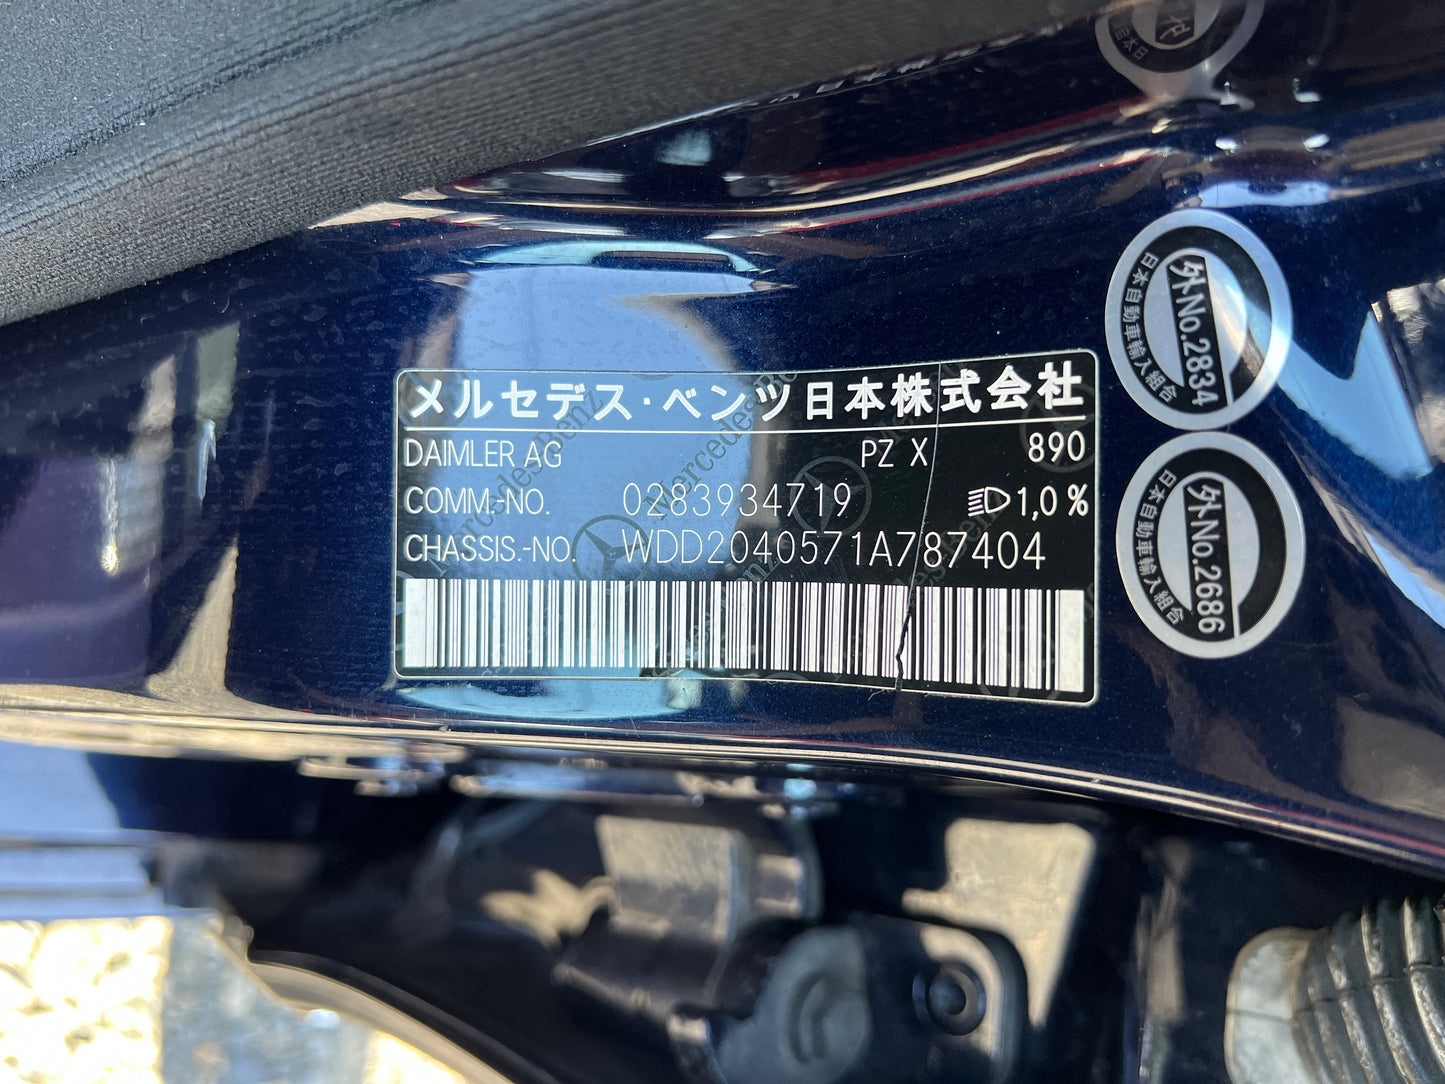 メルセデス・ベンツ日本株式会社
DAIMLER AG PZ X 890
COMM.-NO. 0283934719 1,0 %
CHASSIS.-NO. WDD2040571A787404
外No.2834
日本自動車輸入組合
外No.2686
日本自動車輸入組合